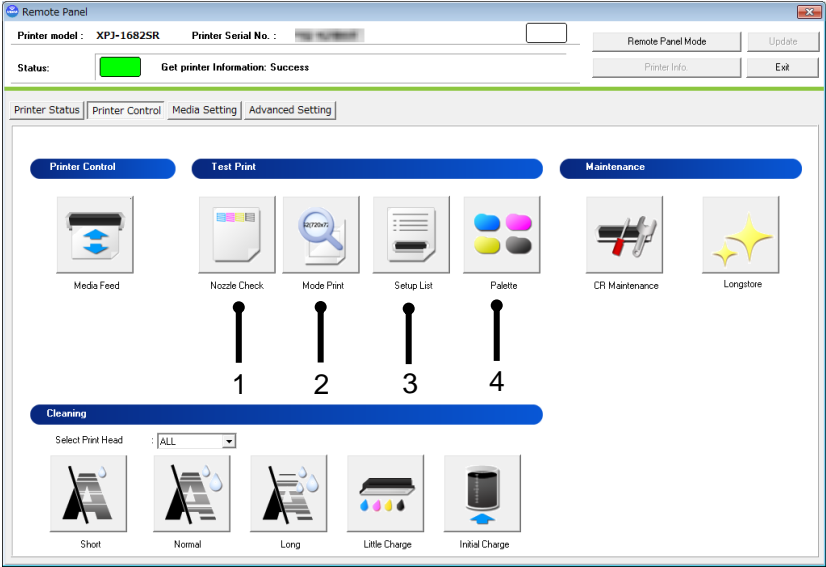 Remote Panel
Printer model : XPJ-1682SR Printer Serial No. :
Remote Panel Mode Update
Status: Get printer Information: Success
Printer Info. Exit
Printer Status Printer Control Media Setting Advanced Setting
Printer Control Test Print Maintenance
Media Feed Nozzle Check Mode Print Setup List Palette CR Maintenance Longstore
1 2 3 4
Cleaning
Select Print Head : ALL
Short Normal Long Little Charge Initial Charge